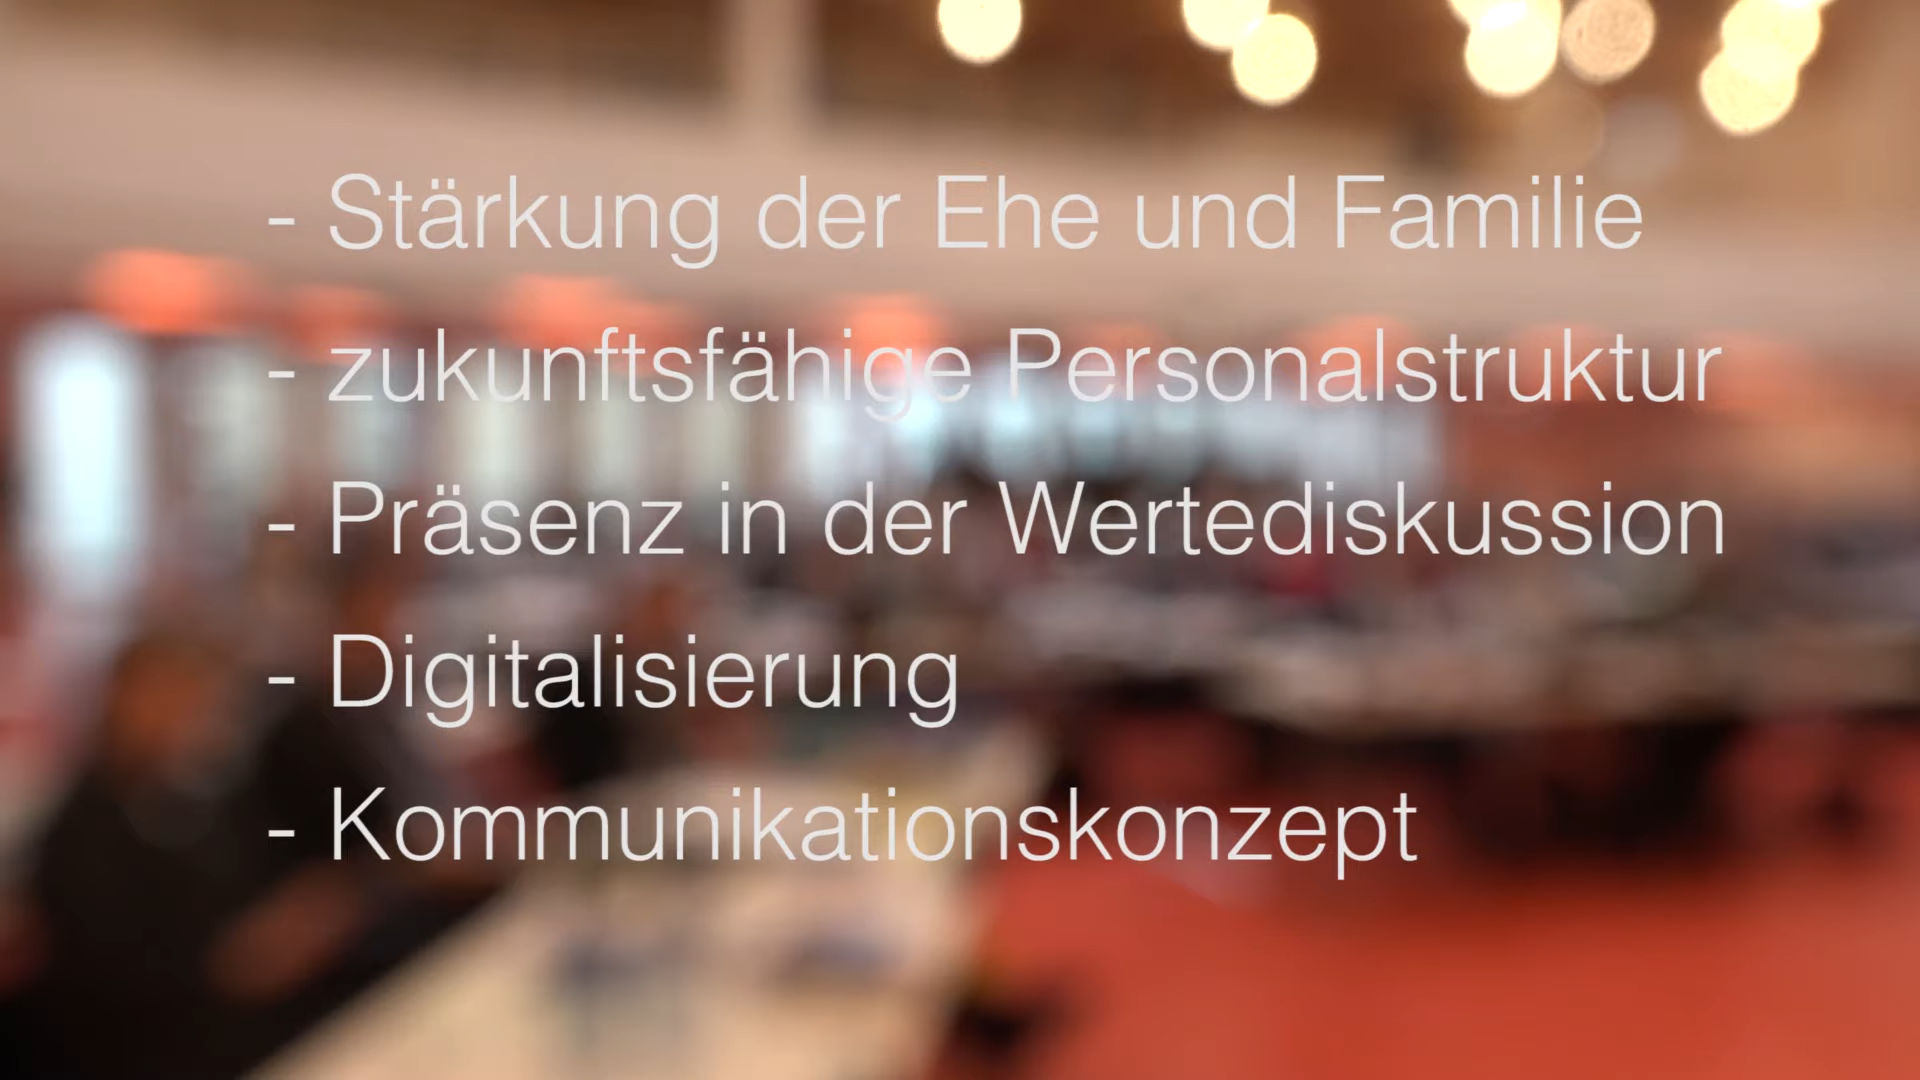 - Stärkung der Ehe und Familie
- zukunftsfähige Personalstruktur
- Präsenz in der Wertediskussion
- Digitalisierung
- Kommunikationskonzept